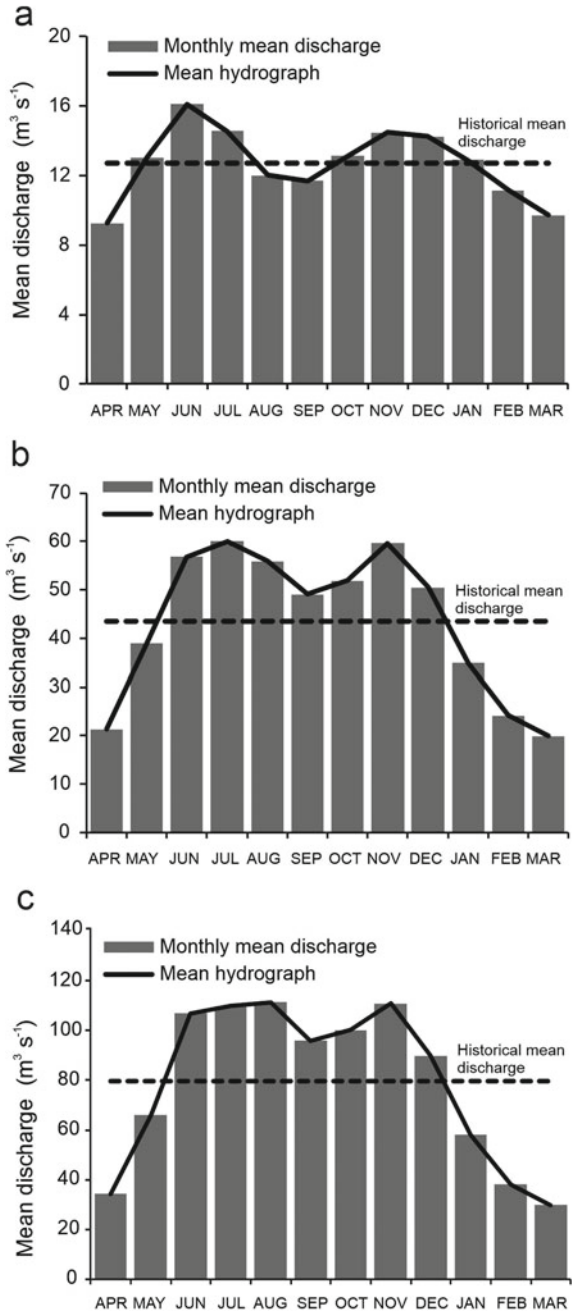 a
Mean discharge (m³ s⁻¹)
20
16
12
8
4
0
Monthly mean discharge
Mean hydrograph
Historical mean
discharge
APR MAY JUN JUL AUG SEP OCT NOV DEC JAN FEB MAR
b
Mean discharge (m³ s⁻¹)
70
60
50
40
30
20
10
0
Monthly mean discharge
Mean hydrograph
Historical mean
discharge
APR MAY JUN JUL AUG SEP OCT NOV DEC JAN FEB MAR
c
Mean discharge (m³ s⁻¹)
140
120
100
80
60
40
20
0
Monthly mean discharge
Mean hydrograph
Historical mean
discharge
APR MAY JUN JUL AUG SEP OCT NOV DEC JAN FEB MAR